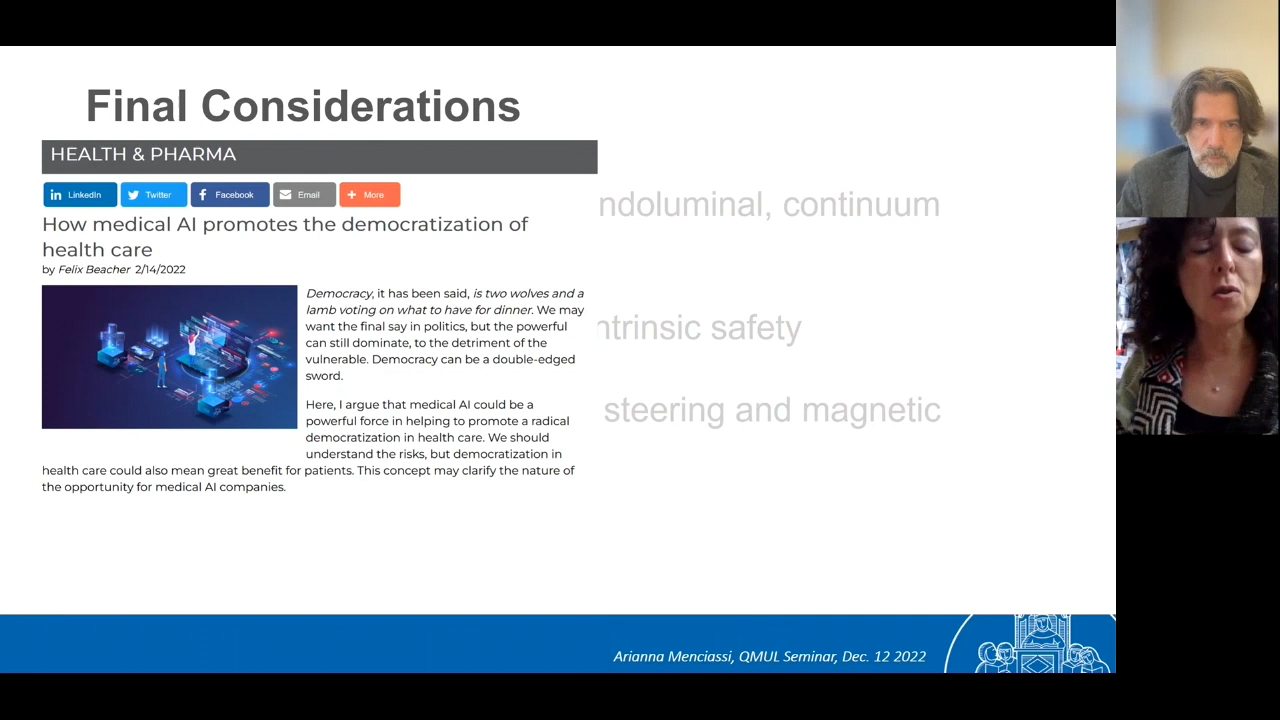 Final Considerations
HEALTH & PHARMA
LinkedIn
Twitter
Facebook
Email
More
How medical AI promotes the democratization of
health care
by Felix Beacher 2/14/2022
Democracy, it has been said, is two wolves and a
lamb voting on what to have for dinner. We may
want the final say in politics, but the powerful
can still dominate, to the detriment of the
vulnerable. Democracy can be a double-edged
sword.
Here, I argue that medical AI could be a
powerful force in helping to promote a radical
democratization in health care. We should
understand the risks, but democratization in
health care could also mean great benefit for patients. This concept may clarify the nature of
the opportunity for medical AI companies.
ndoluminal, continuum
ntrinsic safety
steering and magnetic
Arianna Menciassi, QMUL Seminar, Dec. 12 2022